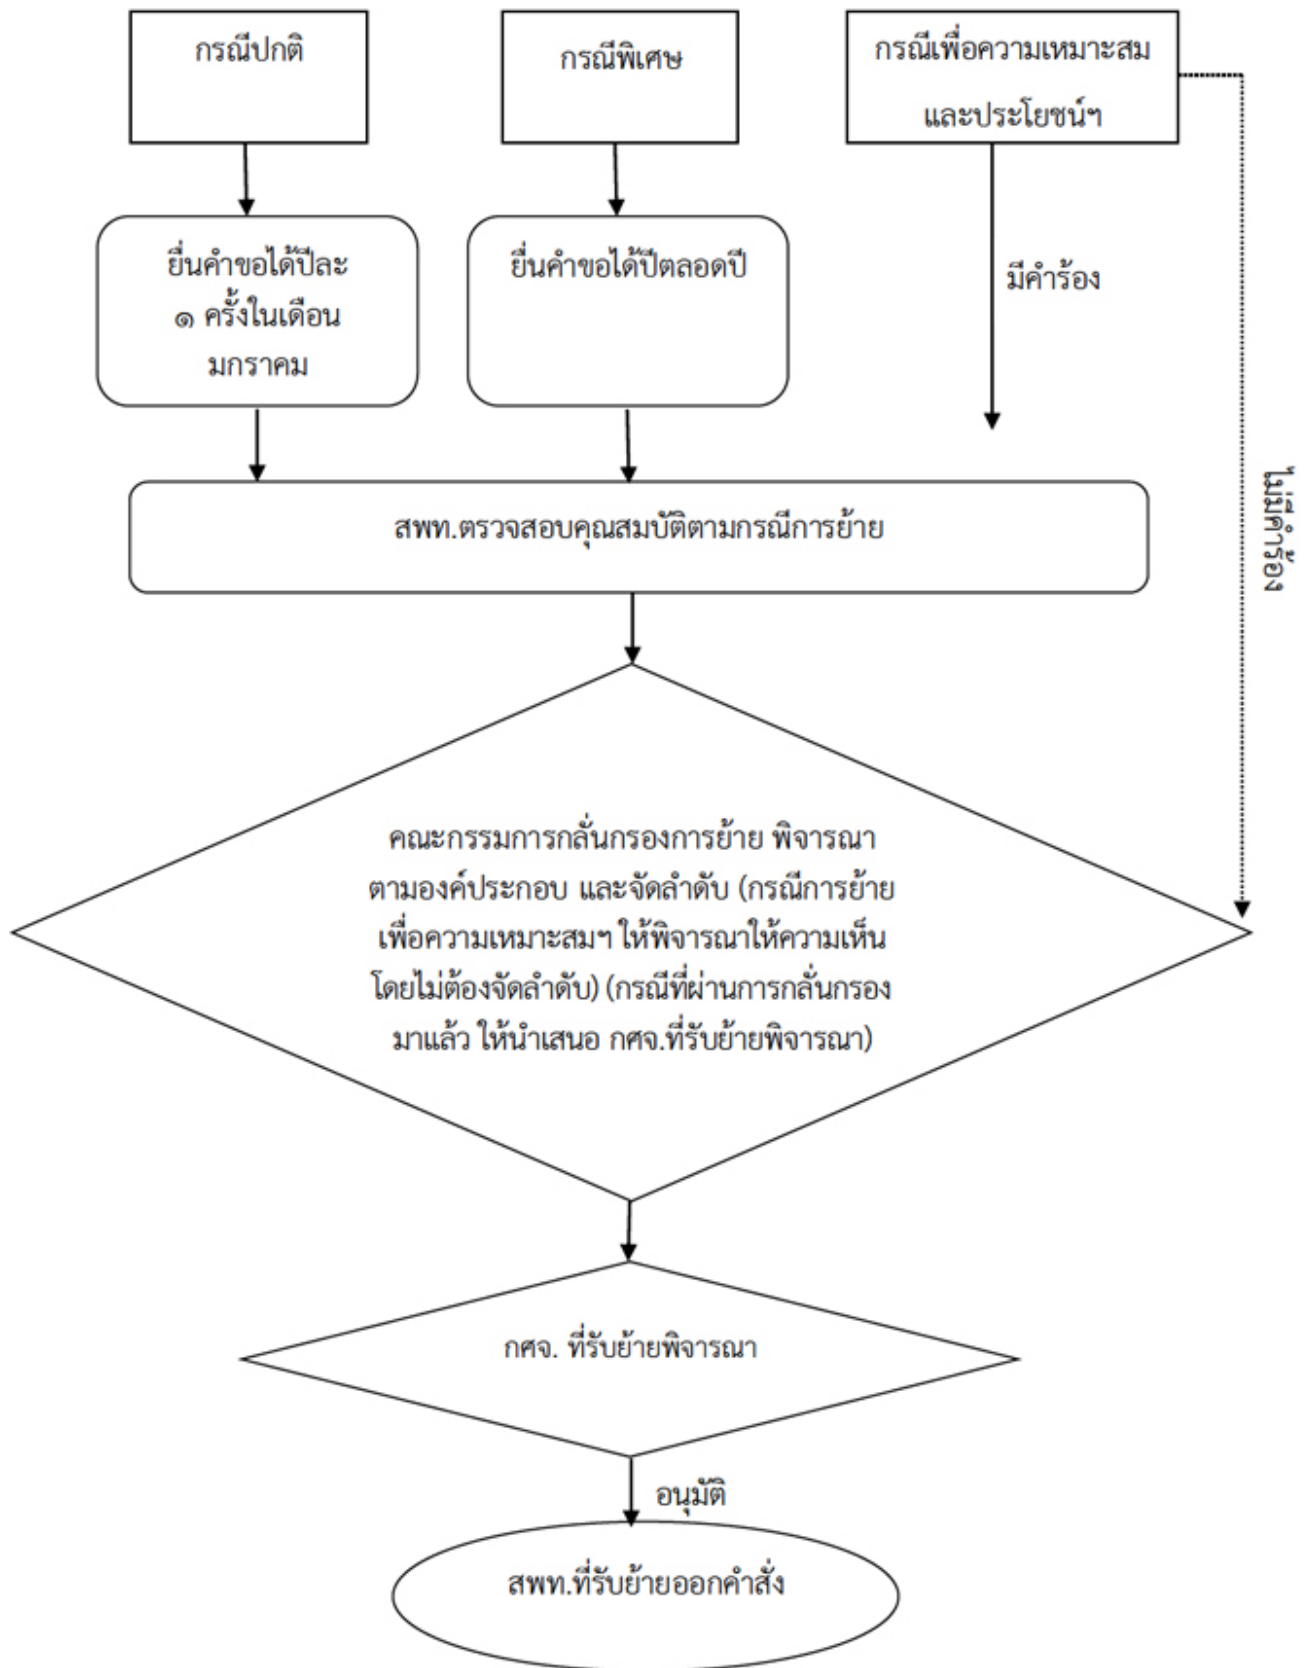 กรณีปกติ
กรณีพิเศษ
กรณีเพื่อความเหมาะสม
และประโยชน์ฯ
ยื่นคำขอได้ปีละ
๑ ครั้งในเดือน
มกราคม
ยื่นคำขอได้ปีตลอดปี
มีคำร้อง
ไม่มีคำร้อง
สพท.ตรวจสอบคุณสมบัติตามกรณีการย้าย
คณะกรรมการกลั่นกรองการย้าย พิจารณา
ตามองค์ประกอบ และจัดลำดับ (กรณีการย้าย
เพื่อความเหมาะสมฯ ให้พิจารณาให้ความเห็น
โดยไม่ต้องจัดลำดับ) (กรณีที่ผ่านการกลั่นกรอง
มาแล้ว ให้นำเสนอ กศจ.ที่รับย้ายพิจารณา)
กศจ. ที่รับย้ายพิจารณา
อนุมัติ
สพท.ที่รับย้ายออกคำสั่ง